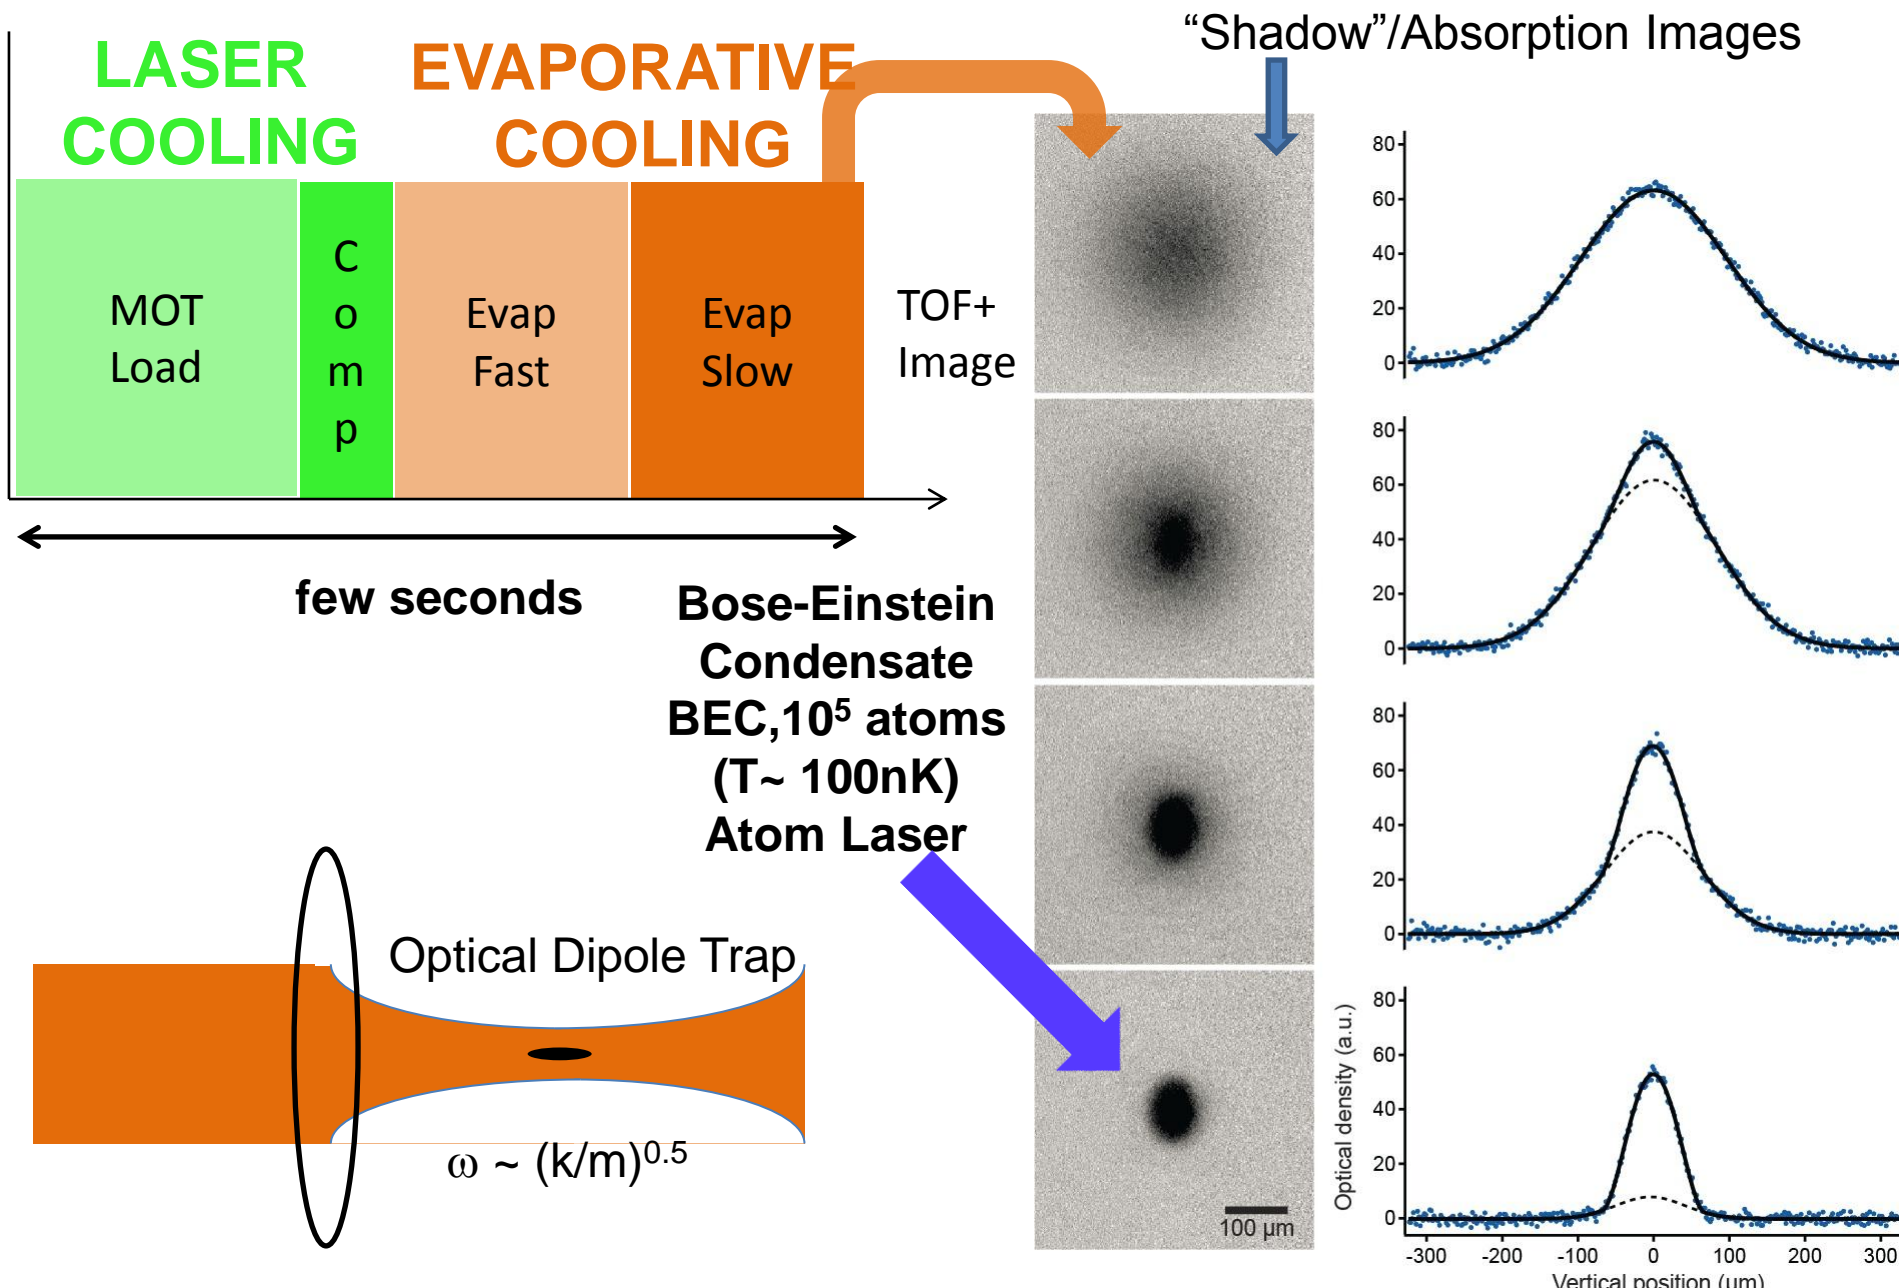 LASER
COOLING
EVAPORATIVE
COOLING
“Shadow”/Absorption Images
MOT
Load
C
o
m
p
Evap
Fast
Evap
Slow
TOF+
Image
few seconds
Bose-Einstein
Condensate
BEC,10⁵ atoms
(T~ 100nK)
Atom Laser
Optical Dipole Trap
ω ~ (k/m)⁰·⁵
100 µm
80
60
40
20
0
80
60
40
20
0
80
60
40
20
0
Optical density (a.u.)
80
60
40
20
0
-300 -200 -100 0 100 200 300
Vertical position (µm)